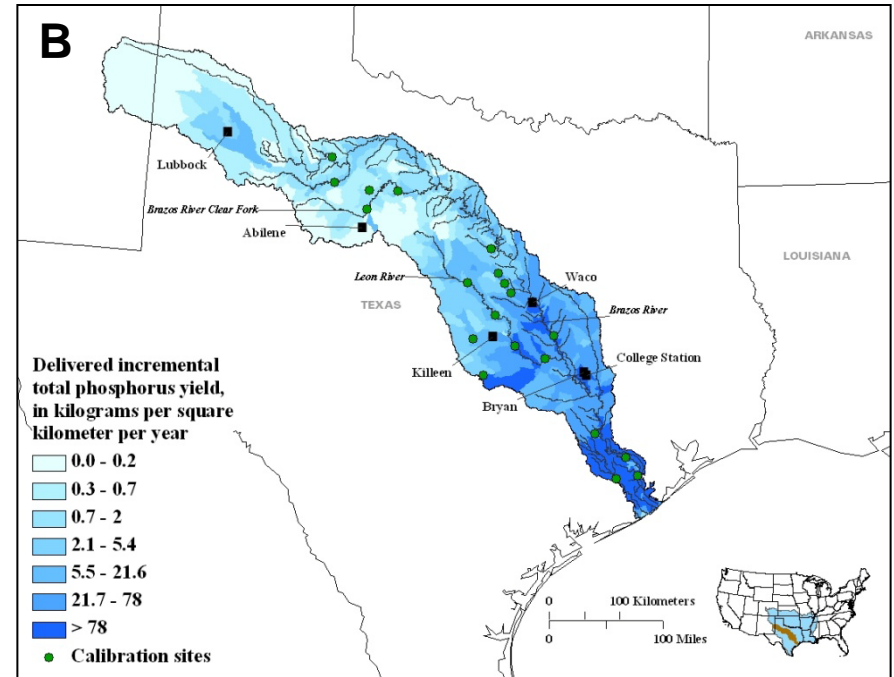 B
ARKANSAS
Lubbock
Brazos River Clear Fork
Abilene
LOUISIANA
Leon River
Waco
TEXAS
Brazos River
College Station
Killeen
Bryan
Delivered incremental
total phosphorus yield,
in kilograms per square
kilometer per year
0.0 - 0.2
0.3 - 0.7
0.7 - 2
2.1 - 5.4
5.5 - 21.6
21.7 - 78
> 78
Calibration sites
0 100 Kilometers
0 100 Miles